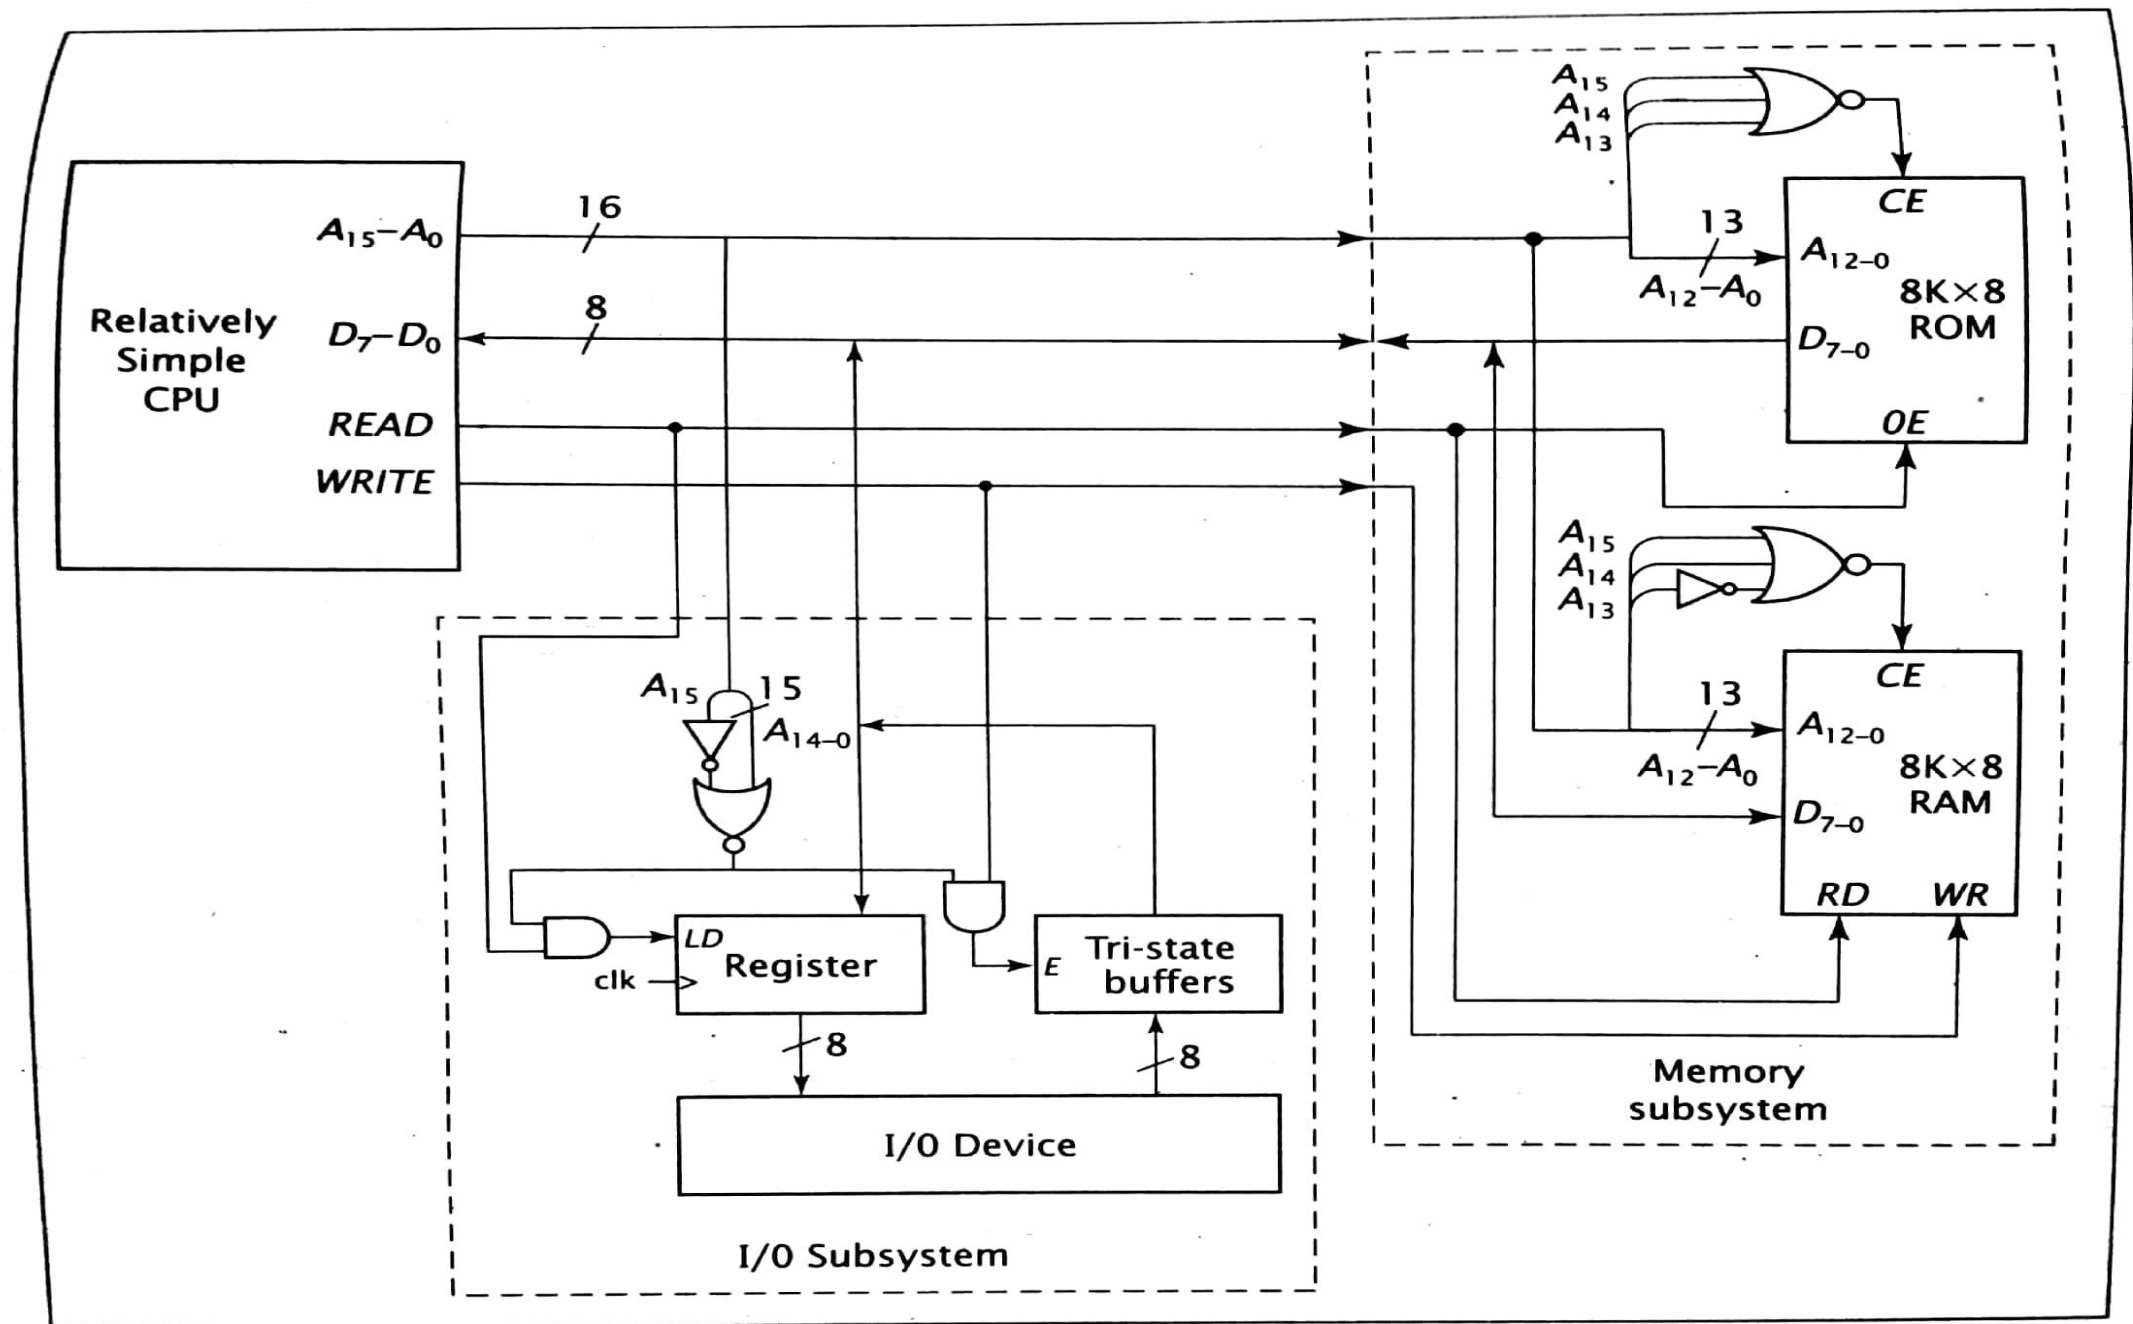 Relatively
Simple
CPU
A15–A0
D7–D0
READ
WRITE
16
8
A15
A14
A13
CE
13
A12–0
A12–A0
8K×8
ROM
D7–0
OE
A15
A14
A13
CE
13
A12–0
A12–A0
8K×8
RAM
D7–0
RD WR
Memory
subsystem
A15
15
A14–0
LD
Register
clk
E
Tri-state
buffers
8
8
I/O Device
I/O Subsystem